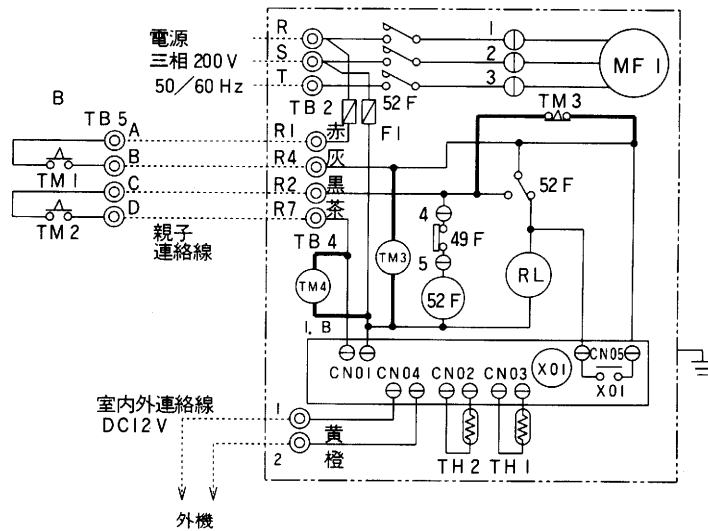 電源
三相 200V
50/60 Hz
R
S
T
TB 2
52 F
1
2
3
MF 1
B
TB 5
A
B
C
D
TM 1
TM 2
親子
連絡線
R1 赤
R4 灰
R2 黒
R7 茶
TB 4
F1
TM 3
52 F
4
49 F
5
52 F
TM3
TM4
RL
I. B
CN01
CN04
CN02
CN03
X01
CN05
X01
室内外連絡線
DC12V
1
2
黄
橙
TH 2
TH 1
外機